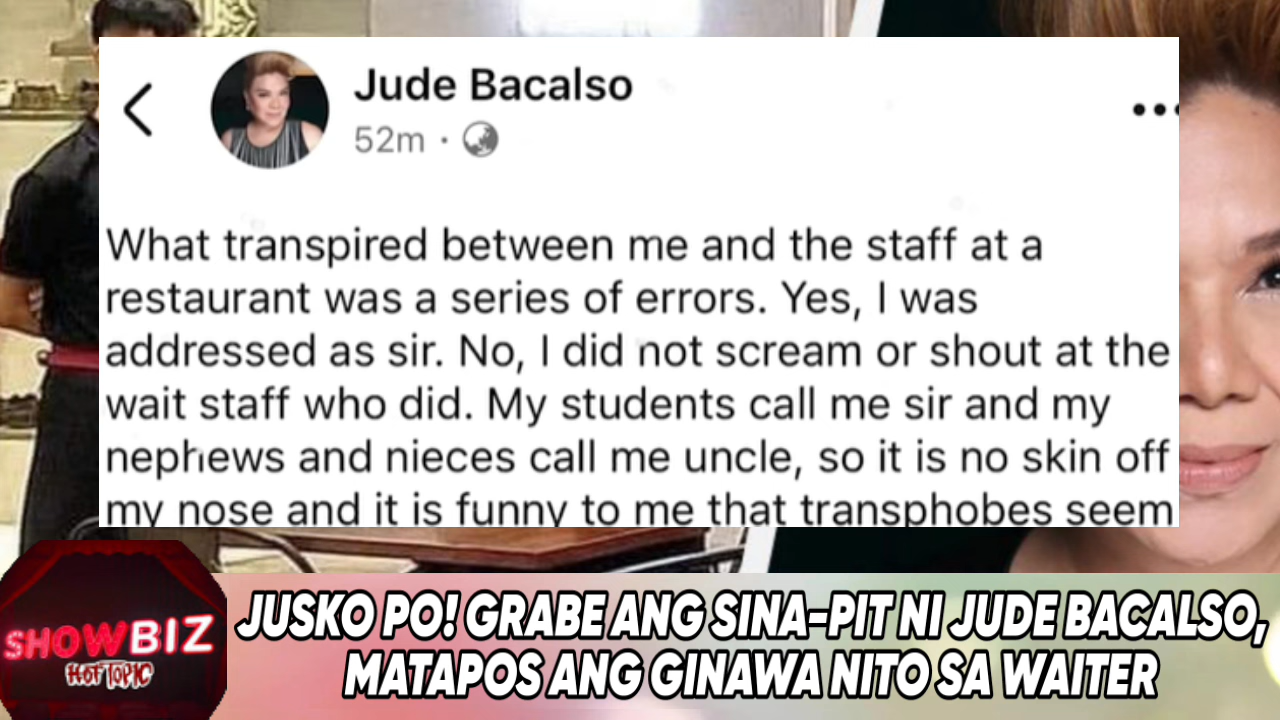 Jude Bacalso
52m ·
What transpired between me and the staff at a
restaurant was a series of errors. Yes, I was
addressed as sir. No, I did not scream or shout at the
wait staff who did. My students call me sir and my
nephews and nieces call me uncle, so it is no skin off
my nose and it is funny to me that transphobes seem
SHOWBIZ
HOT TOPIC
JUSKO PO! GRABE ANG SINA-PIT NI JUDE BACALSO,
MATAPOS ANG GINAWA NITO SA WAITER